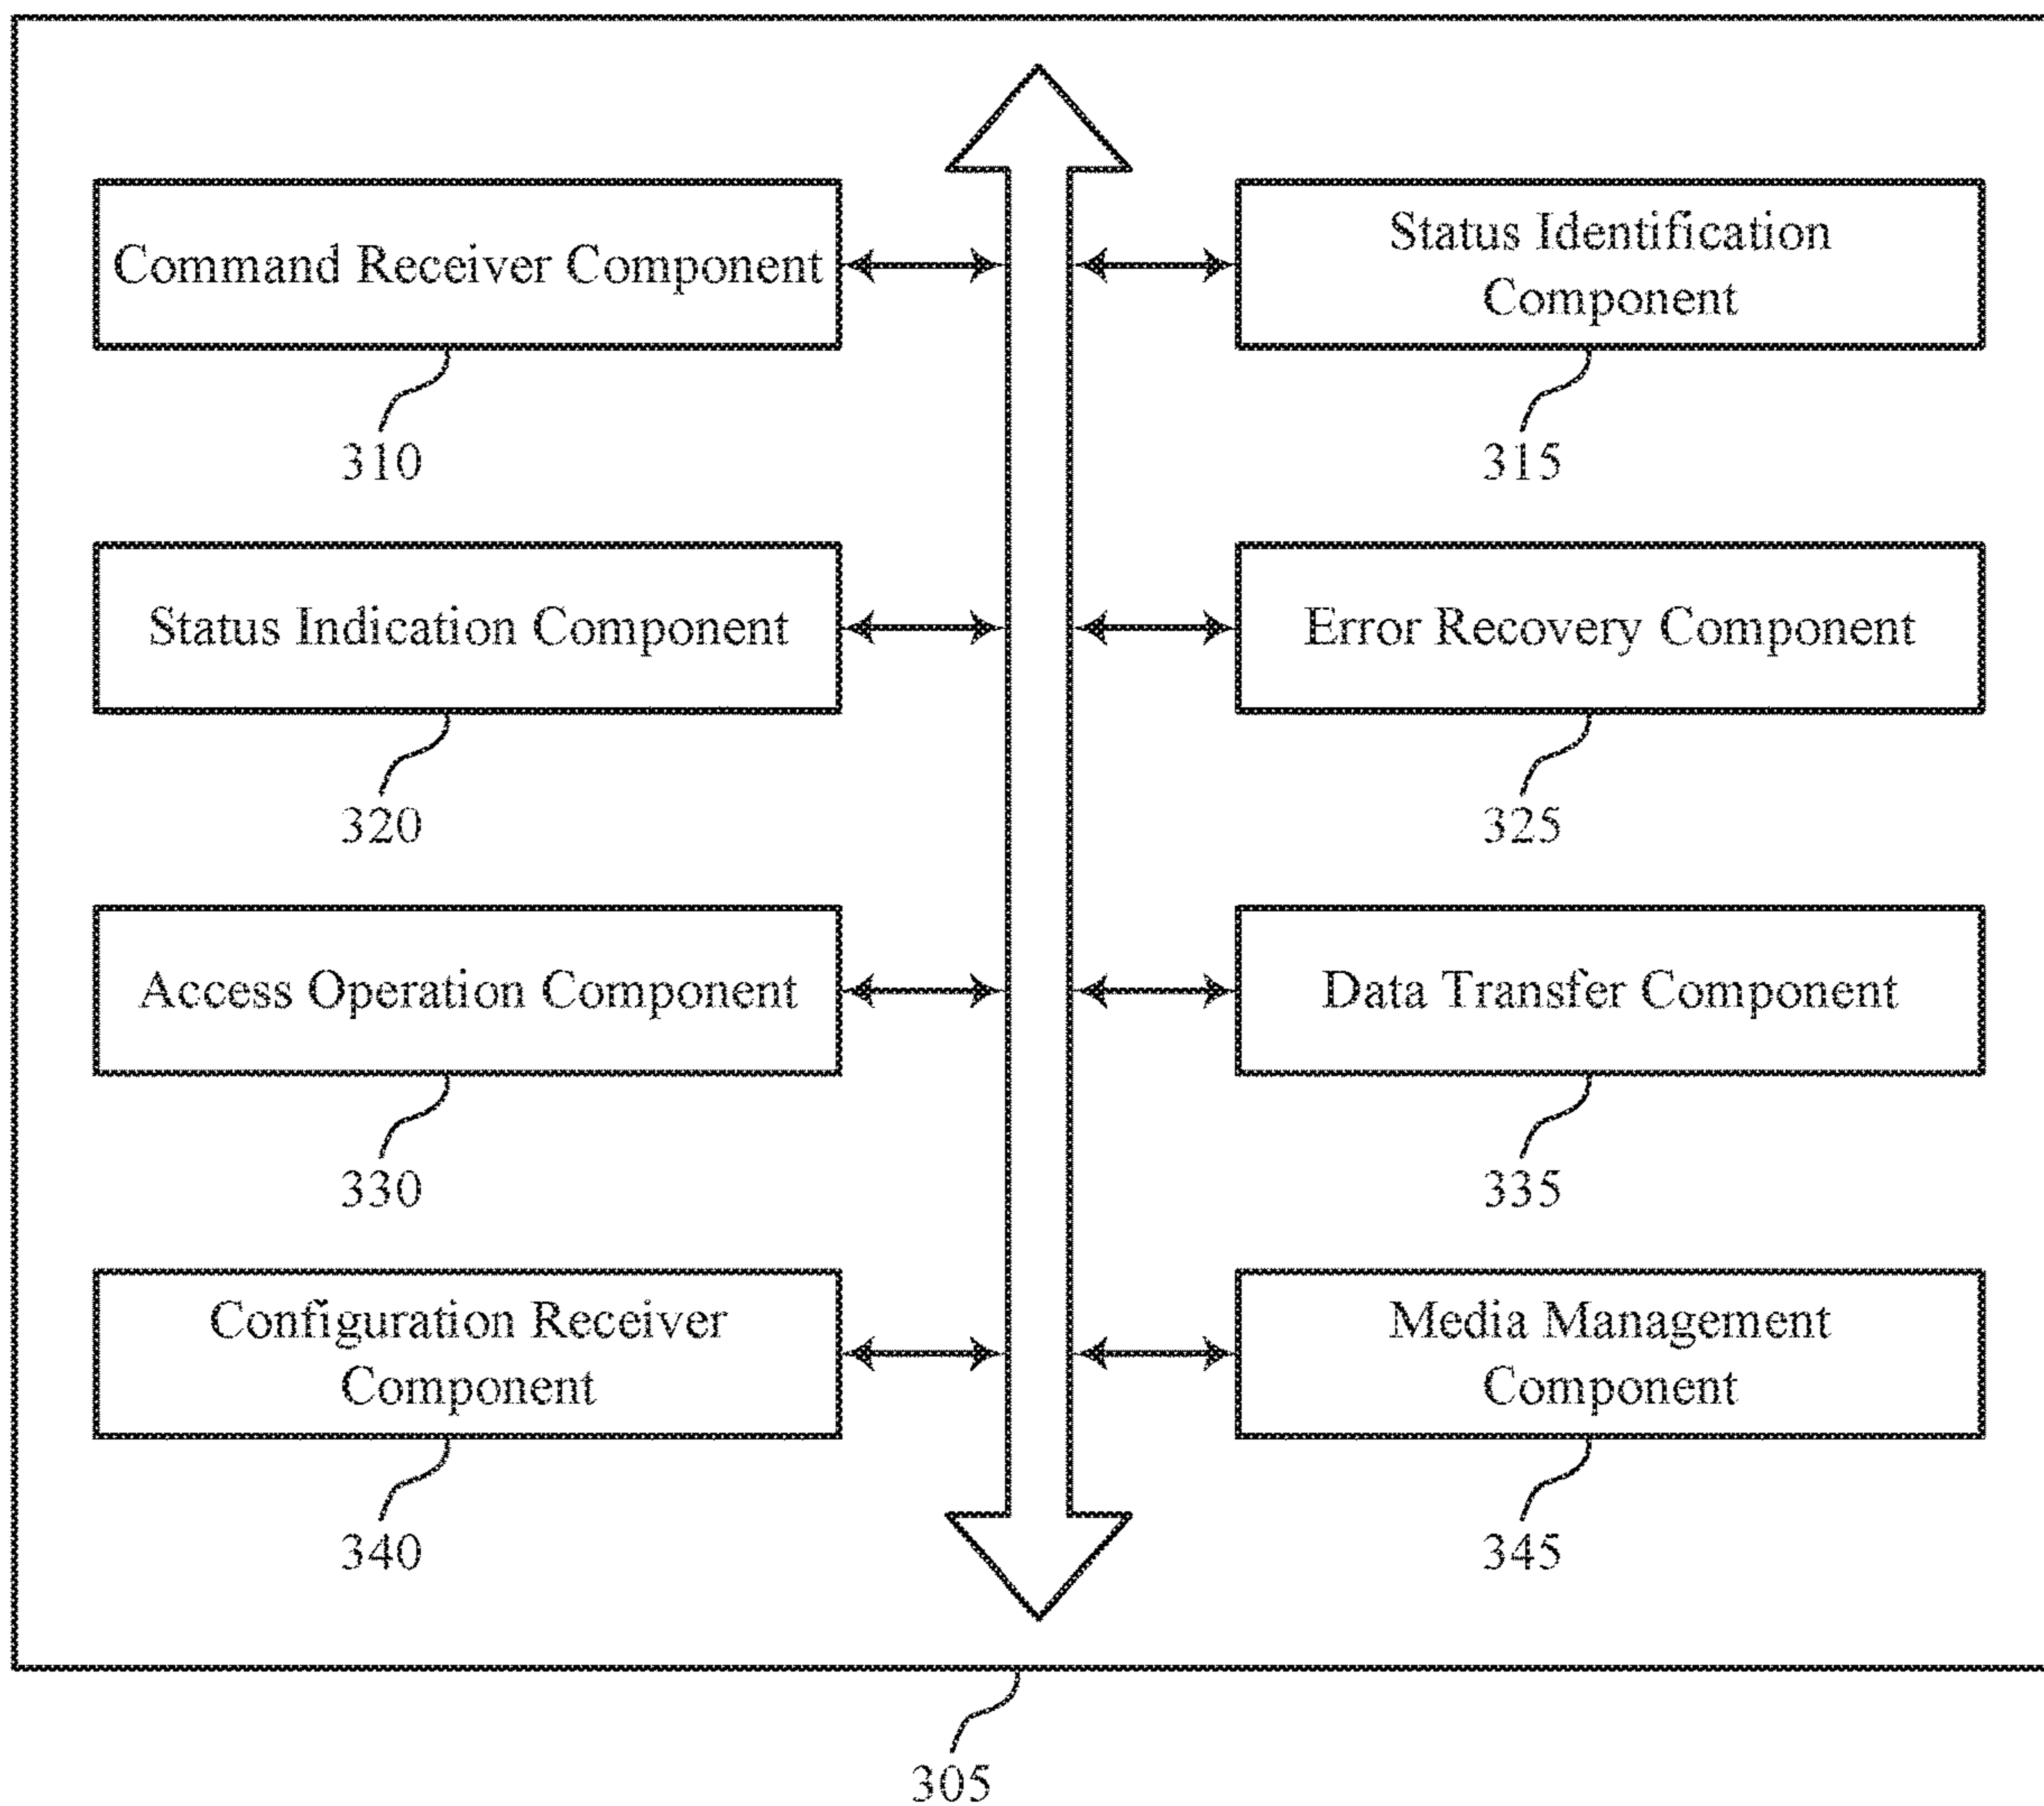 Command Receiver Component
310
Status Identification
Component
315
Status Indication Component
320
Error Recovery Component
325
Access Operation Component
330
Data Transfer Component
335
Configuration Receiver
Component
340
Media Management
Component
345
305